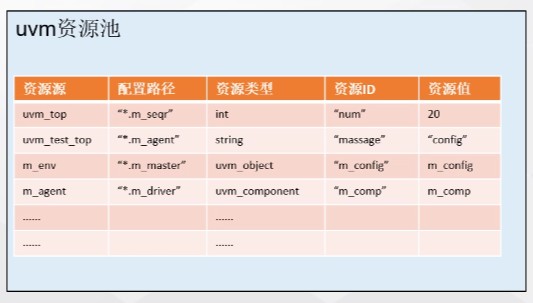 uvm资源池
资源源 配置路径 资源类型 资源ID 资源值
uvm_top "*.m_seqr" int "num" 20
uvm_test_top "*.m_agent" string "massage" "config"
m_env "*.m_master" uvm_object "m_config" m_config
m_agent "*.m_driver" uvm_component "m_comp" m_comp
...... ......
...... ......